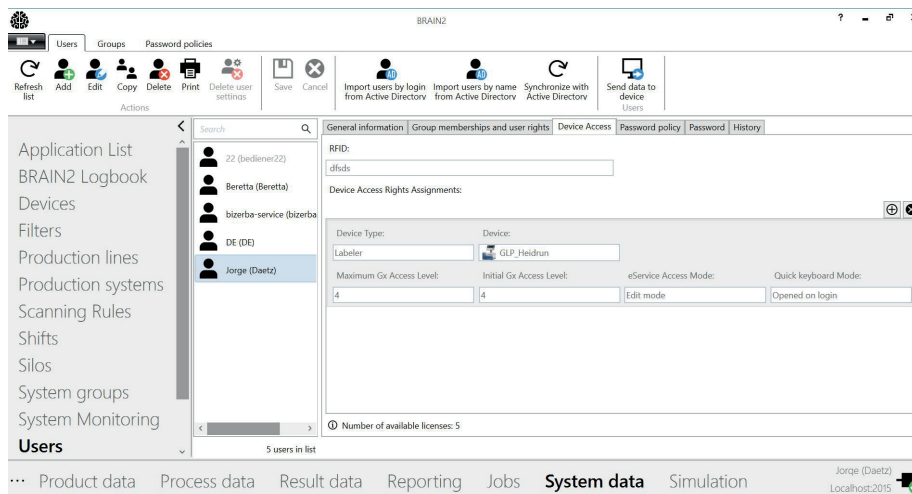 BRAIN2
?
Users Groups Password policies
Refresh list Add Edit Copy Delete Print Delete user settings Save Cancel Import users by login from Active Directory Import users by name from Active Directory Synchronize with Active Directory Send data to device
Actions Users
Application List
BRAIN2 Logbook
Devices
Filters
Production lines
Production systems
Scanning Rules
Shifts
Silos
System groups
System Monitoring
Users
Search
22 (bediener22)
Beretta (Beretta)
bizerba-service (bizerba
DE (DE)
Jorge (Daetz)
5 users in list
General information Group memberships and user rights Device Access Password policy Password History
RFID:
dfsds
Device Access Rights Assignments:
Device Type: Device:
Labeler GLP_Heidrun
Maximum Gx Access Level: Initial Gx Access Level: eService Access Mode: Quick keyboard Mode:
4 4 Edit mode Opened on login
Number of available licenses: 5
... Product data Process data Result data Reporting Jobs System data Simulation
Jorge (Daetz)
Localhost:2015